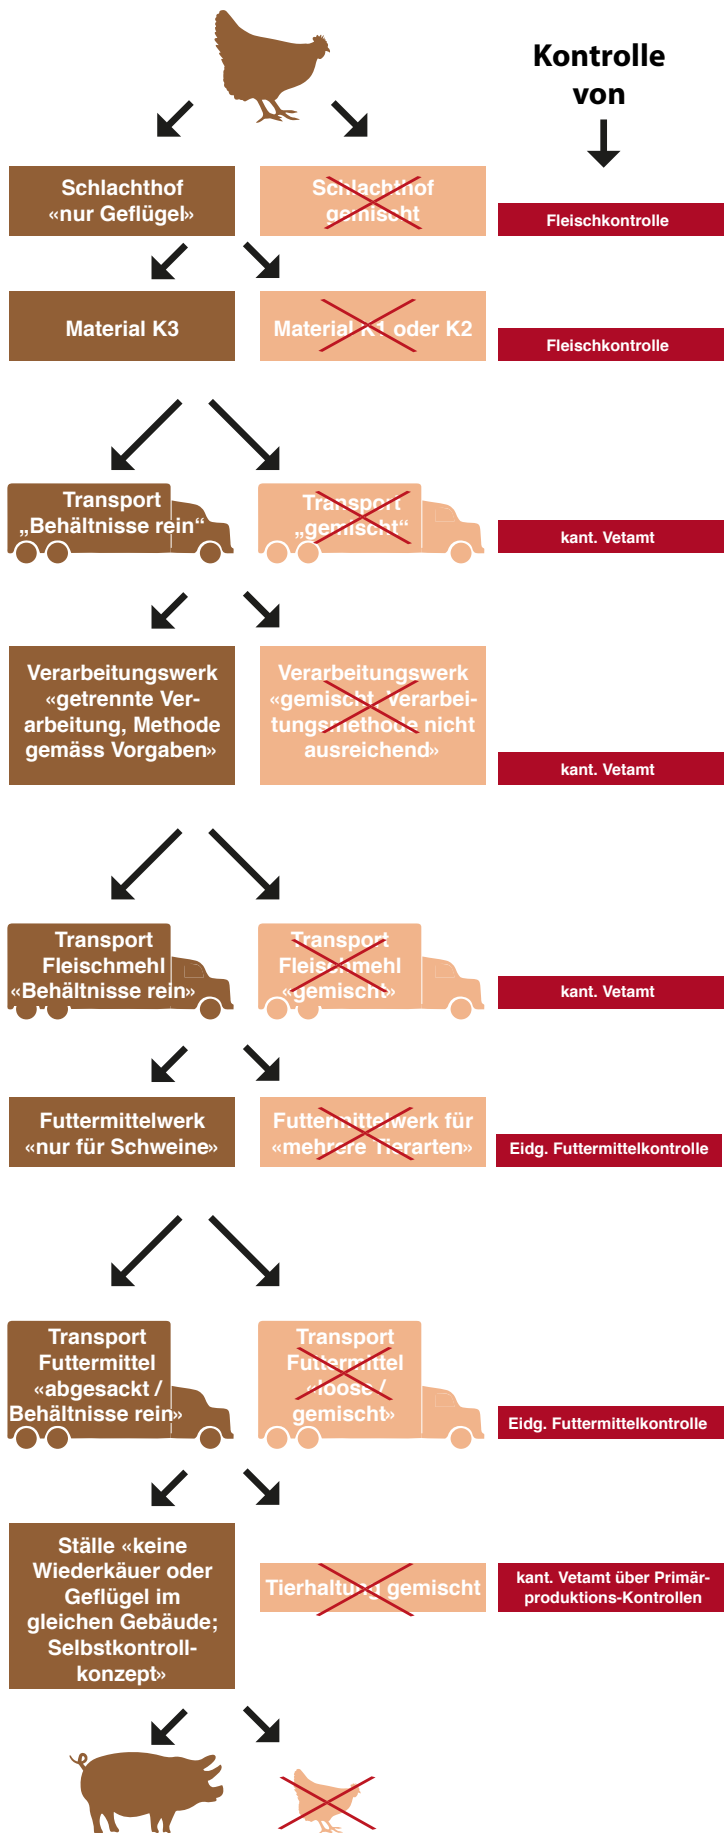 Kontrolle
von
Schlachthof
«nur Geflügel»
Schlachthof
gemischt
Fleischkontrolle
Material K3
Material K1 oder K2
Fleischkontrolle
Transport
„Behältnisse rein“
Transport
„gemischt“
kant. Vetamt
Verarbeitungswerk
«getrennte Ver-
arbeitung, Methode
gemäss Vorgaben»
Verarbeitungswerk
«gemischt, Verarbei-
tungsmethode nicht
ausreichend»
kant. Vetamt
Transport
Fleischmehl
«Behältnisse rein»
Transport
Fleischmehl
«gemischt»
kant. Vetamt
Futtermittelwerk
«nur für Schweine»
Futtermittelwerk für
«mehrere Tierarten»
Eidg. Futtermittelkontrolle
Transport
Futtermittel
«abgesackt /
Behältnisse rein»
Transport
Futtermittel
«loose /
gemischt»
Eidg. Futtermittelkontrolle
Ställe «keine
Wiederkäuer oder
Geflügel im
gleichen Gebäude;
Selbstkontroll-
konzept»
Tierhaltung gemischt
kant. Vetamt über Primär-
produktions-Kontrollen